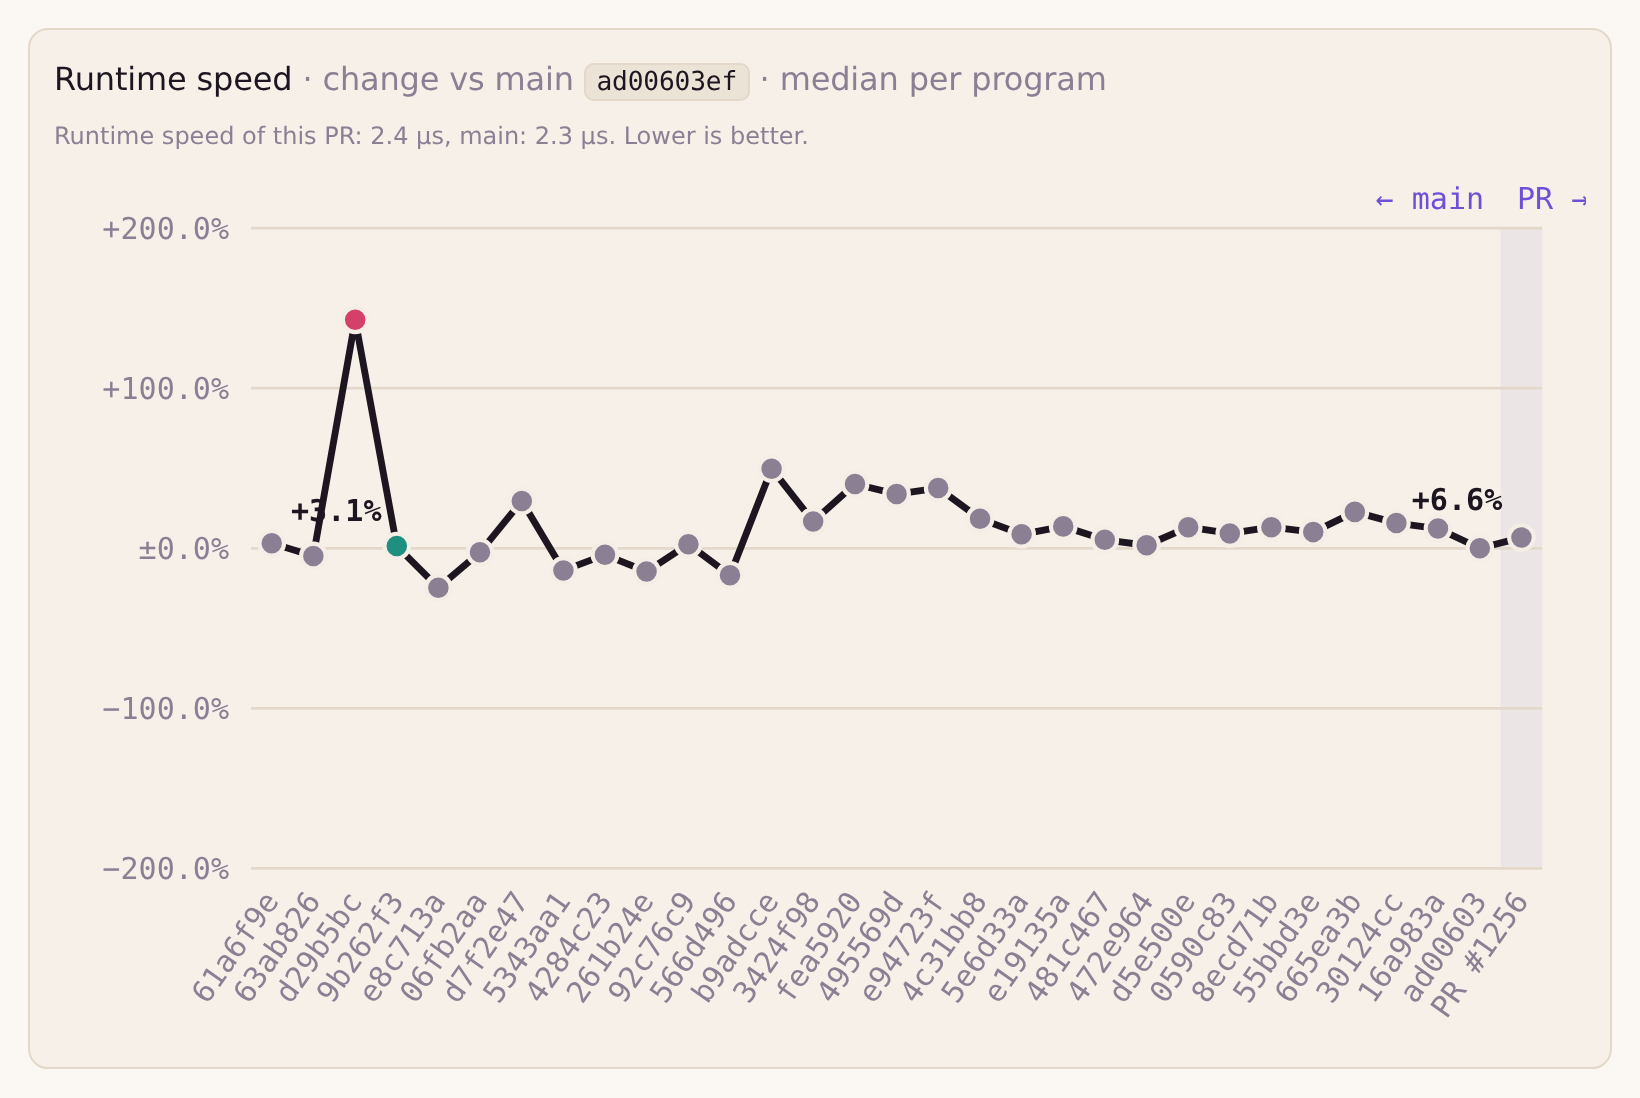 Runtime speed · change vs main ad00603ef · median per program
Runtime speed of this PR: 2.4 µs, main: 2.3 µs. Lower is better.
← main PR →
+200.0%
+100.0%
+3.1%
+6.6%
±0.0%
−100.0%
−200.0%
61a6f9e
63ab826
d29b5bc
9b262f3
e8c713a
06fb2aa
d7f2e47
5343aa1
4284c23
261b24e
92c76c9
566d496
b9adcce
3424f98
fea5920
495569d
e94723f
4c31bb8
5e6d33a
e19135a
481c467
472e964
d5e500e
0590c83
8ecd71b
55bbd3e
665ea3b
30124cc
16a983a
ad00603
PR #1256